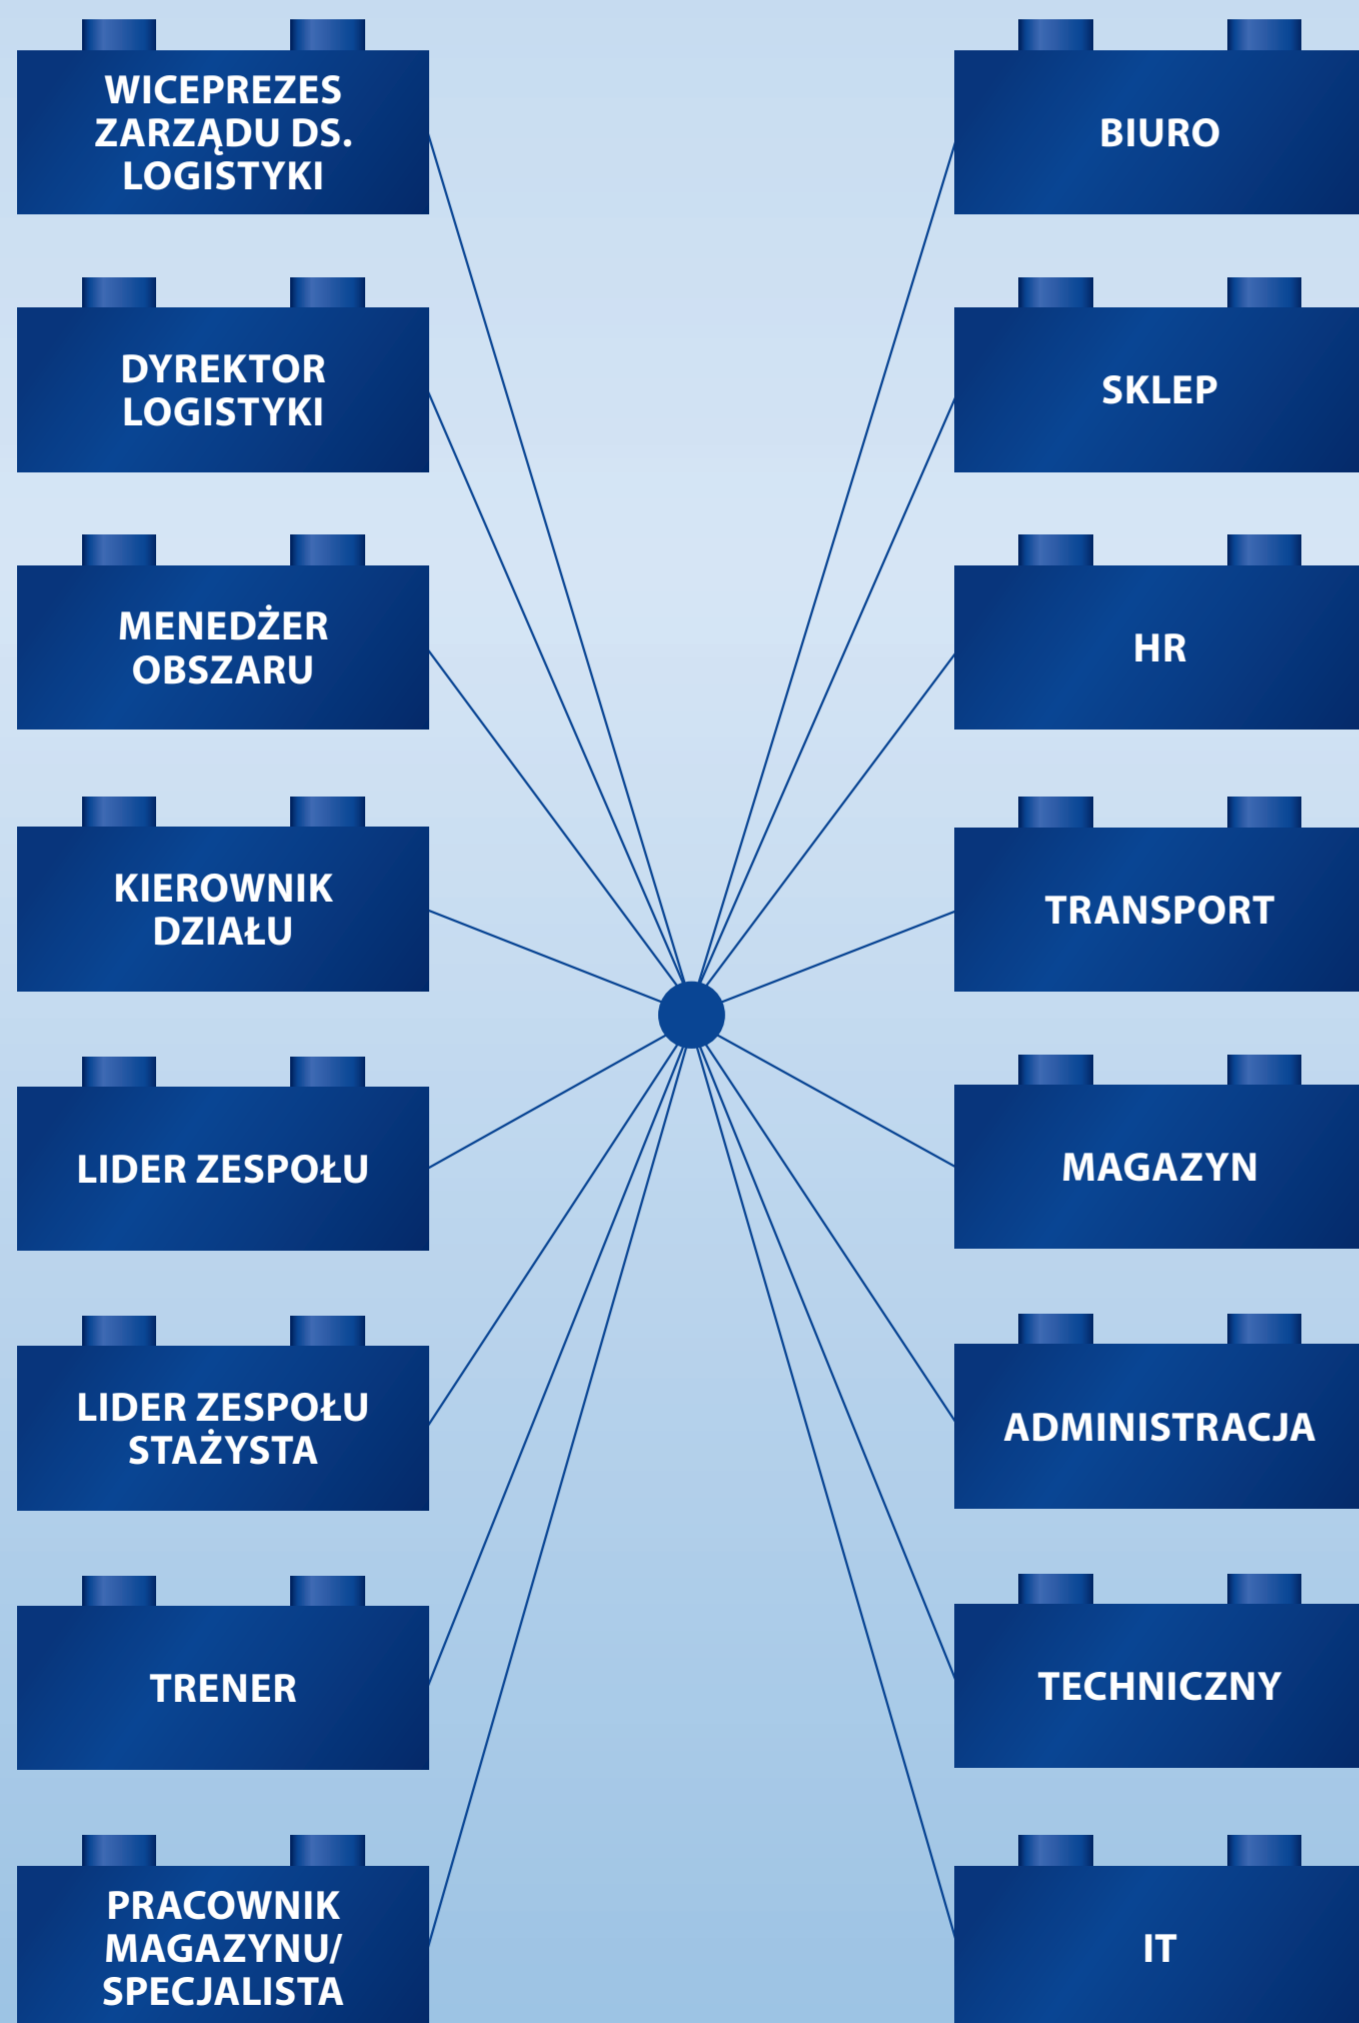 WICEPREZES
ZARZĄDU DS.
LOGISTYKI
DYREKTOR
LOGISTYKI
MENEDŻER
OBSZARU
KIEROWNIK
DZIAŁU
LIDER ZESPOŁU
LIDER ZESPOŁU
STAŻYSTA
TRENER
PRACOWNIK
MAGAZYNU/
SPECJALISTA
BIURO
SKLEP
HR
TRANSPORT
MAGAZYN
ADMINISTRACJA
TECHNICZNY
IT